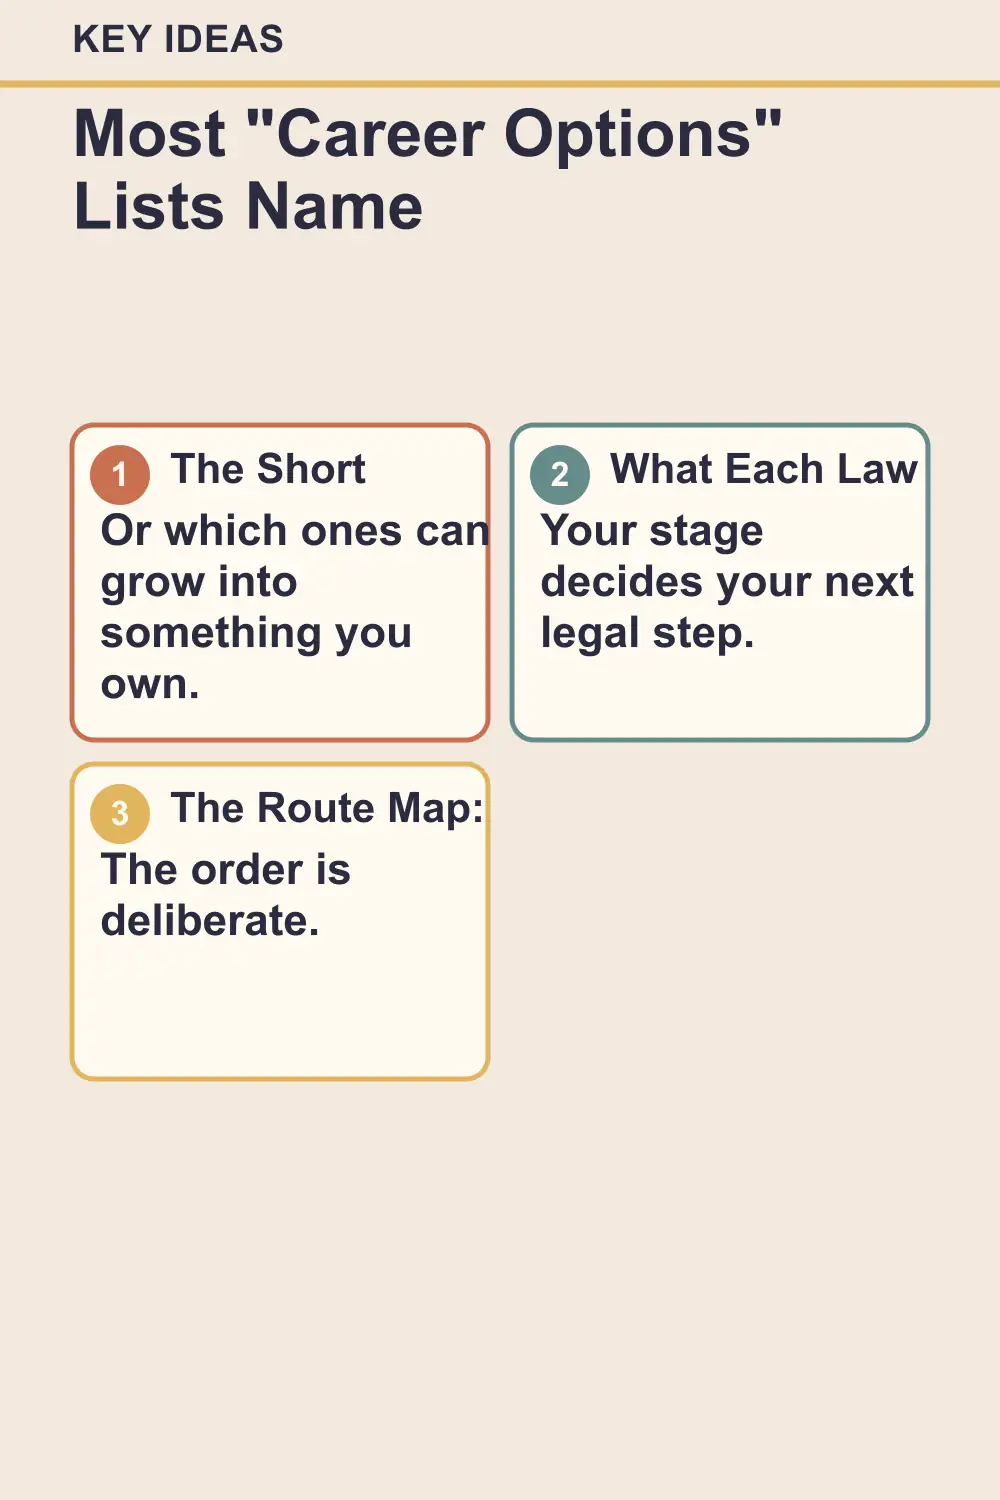 KEY IDEAS
Most "Career Options"
Lists Name
1
The Short
Or which ones can
grow into
something you
own.
2
What Each Law
Your stage
decides your next
legal step.
3
The Route Map:
The order is
deliberate.